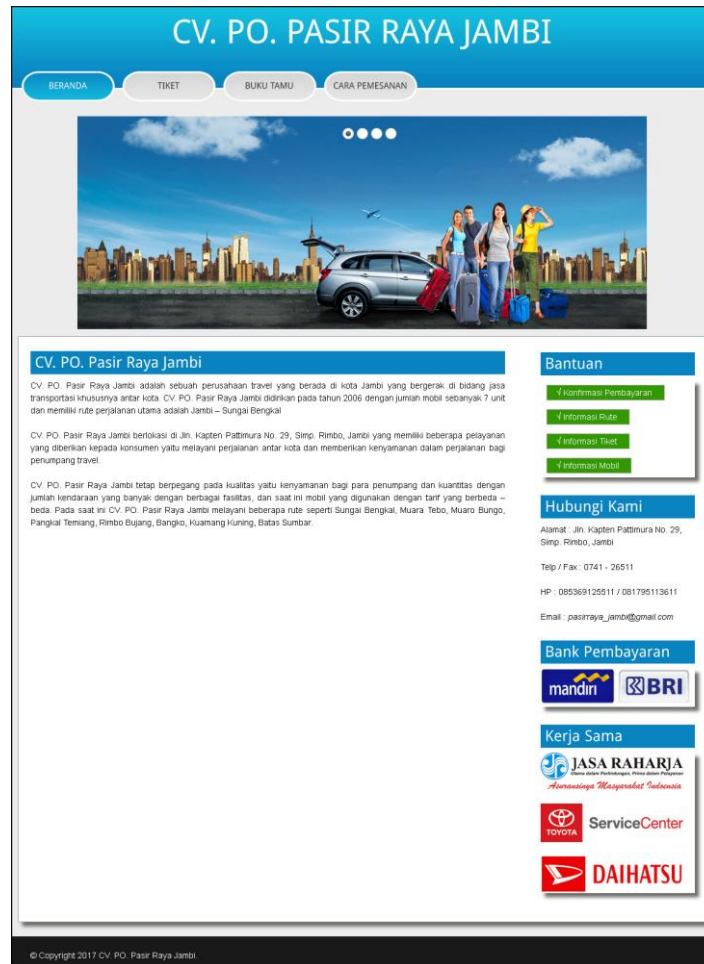 CV. PO. PASIR RAYA JAMBI
BERANDA
TIKET
BUKU TAMU
CARA PEMESANAN
CV. PO. Pasir Raya Jambi
CV. PO. Pasir Raya Jambi adalah sebuah perusahaan travel yang berada di kota Jambi yang bergerak di bidang jasa
transportasi khususnya antar kota. CV. PO. Pasir Raya Jambi didirikan pada tahun 2006 dengan jumlah mobil sebanyak 7 unit
dan memiliki rute perjalanan utama adalah Jambi – Sungai Bengkal
CV. PO. Pasir Raya Jambi berlokasi di Jln. Kapten Pattimura No. 29, Simp. Rimbo, Jambi yang memiliki beberapa pelayanan
yang diberikan kepada konsumen yaitu melayani perjalanan antar kota dan memberikan kenyamanan dalam perjalanan bagi
penumpang travel.
CV. PO. Pasir Raya Jambi tetap berpegang pada kualitas yaitu kenyamanan bagi para penumpang dan kuantitas dengan
jumlah kendaraan yang banyak dengan berbagai fasilitas, dan saat ini mobil yang digunakan dengan tarif yang berbeda –
beda. Pada saat ini CV. PO. Pasir Raya Jambi melayani beberapa rute seperti Sungai Bengkal, Muara Tebo, Muaro Bungo,
Pangkal Temiang, Rimbo Bujang, Bangko, Kuamang Kuning, Batas Sumbar.
Bantuan
√ Konfirmasi Pembayaran
√ Informasi Rute
√ Informasi Tiket
√ Informasi Mobil
Hubungi Kami
Alamat : Jln. Kapten Pattimura No. 29,
Simp. Rimbo, Jambi
Telp / Fax : 0741 - 26511
HP : 085369125511 / 081795113611
Email : pasirraya_jambi@gmail.com
Bank Pembayaran
mandiri
BRI
Kerja Sama
JASA RAHARJA
Utama dalam Perlindungan, Prima dalam Pelayanan
Asuransinya Masyarakat Indonesia
TOYOTA
ServiceCenter
DAIHATSU
© Copyright 2017 CV. PO. Pasir Raya Jambi.